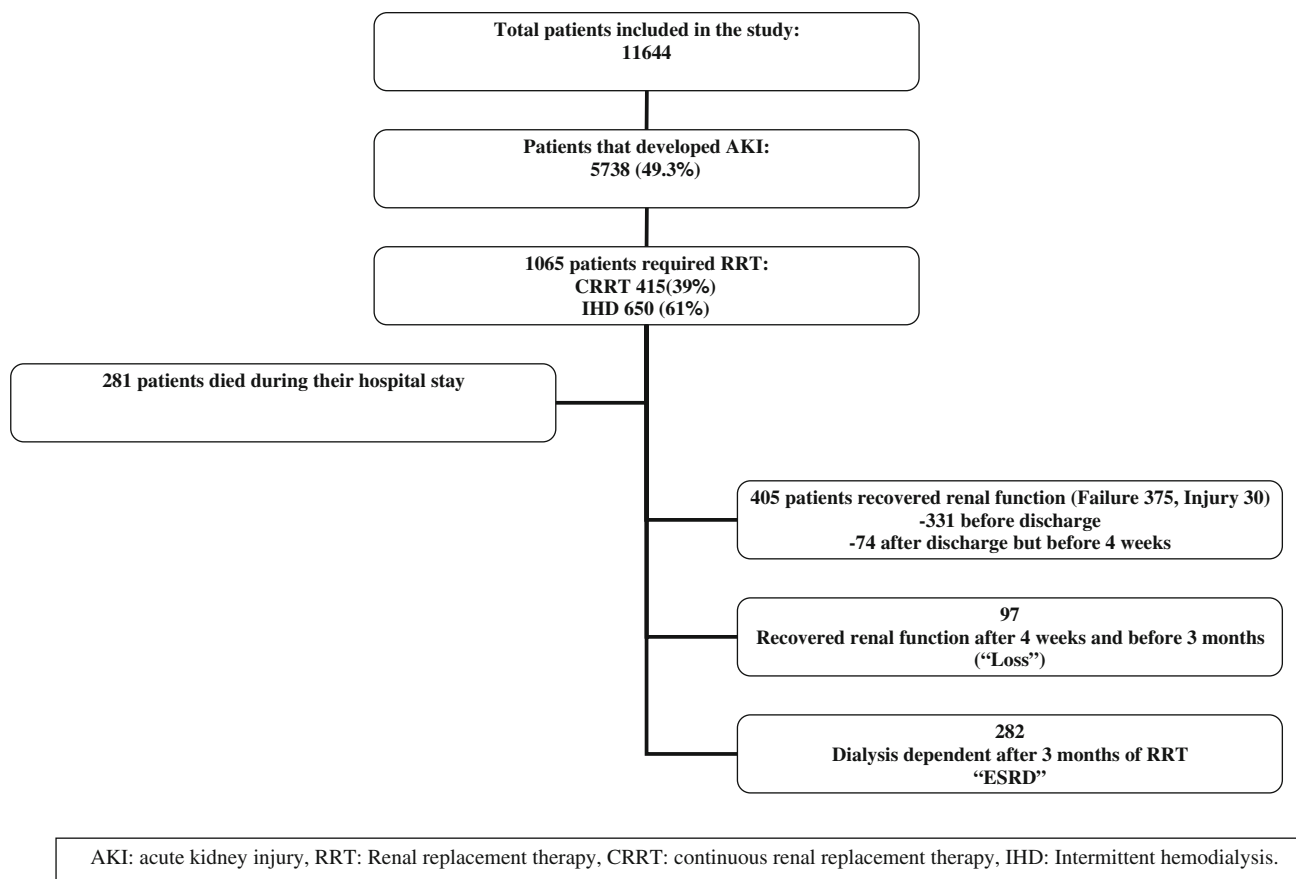 Total patients included in the study:
11644
Patients that developed AKI:
5738 (49.3%)
1065 patients required RRT:
CRRT 415(39%)
IHD 650 (61%)
281 patients died during their hospital stay
405 patients recovered renal function (Failure 375, Injury 30)
-331 before discharge
-74 after discharge but before 4 weeks
97
Recovered renal function after 4 weeks and before 3 months
(“Loss”)
282
Dialysis dependent after 3 months of RRT
“ESRD”
AKI: acute kidney injury, RRT: Renal replacement therapy, CRRT: continuous renal replacement therapy, IHD: Intermittent hemodialysis.